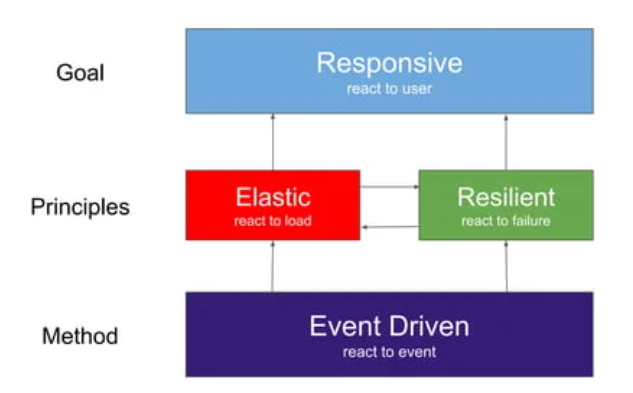 Goal
Responsive
react to user
Principles
Elastic
react to load
Resilient
react to failure
Method
Event Driven
react to event